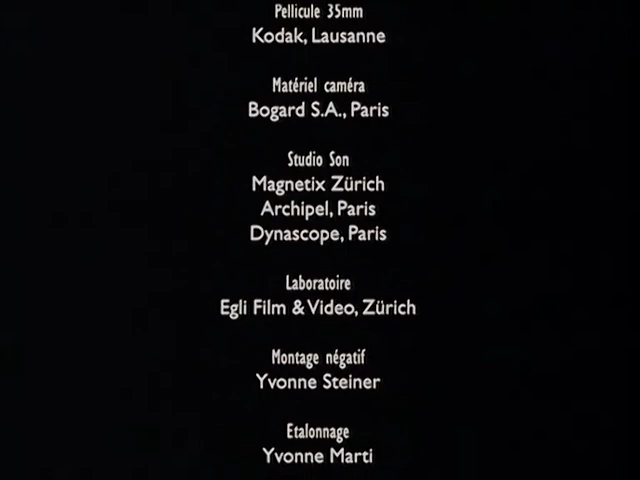 Pellicule 35mm
Kodak, Lausanne
Matériel caméra
Bogard S.A., Paris
Studio Son
Magnetix Zürich
Archipel, Paris
Dynascope, Paris
Laboratoire
Egli Film & Video, Zürich
Montage négatif
Yvonne Steiner
Etalonnage
Yvonne Marti